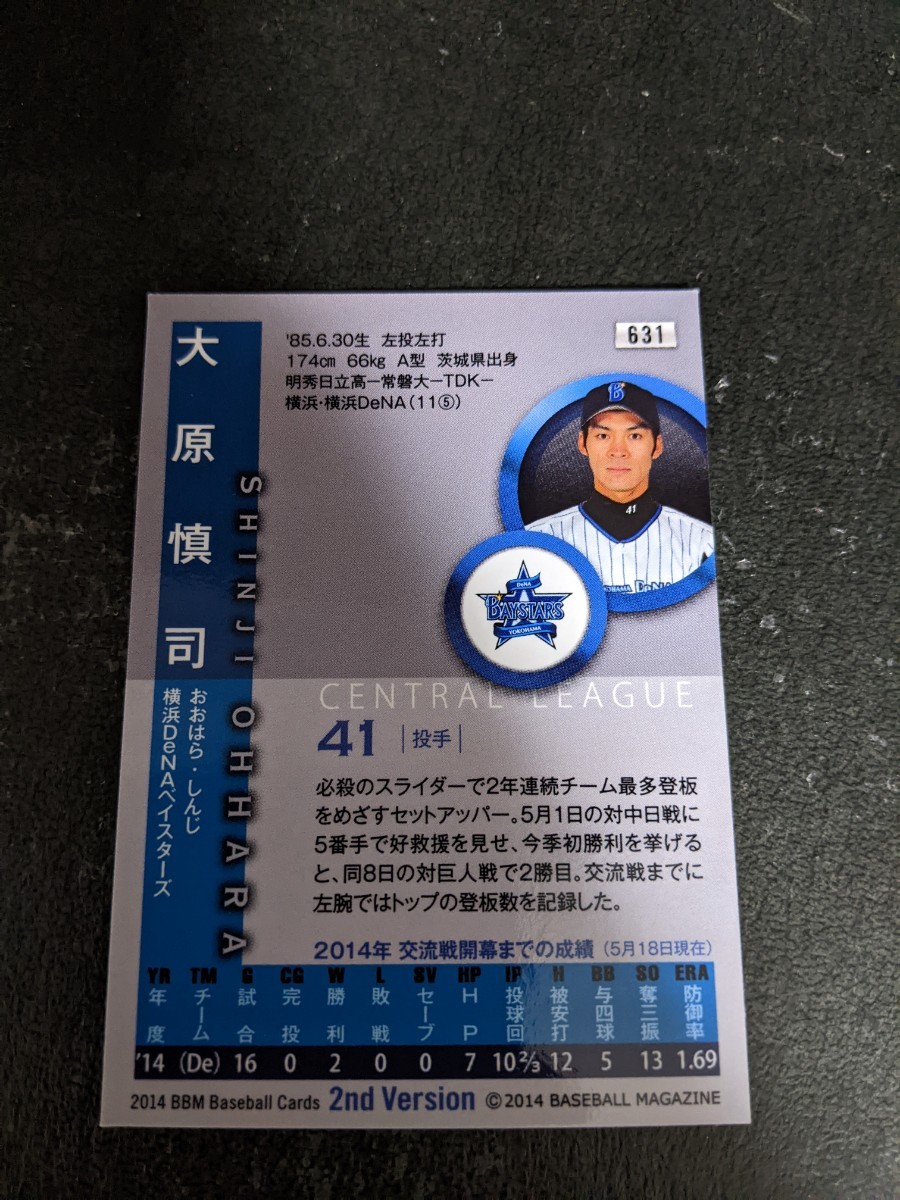 631
'85.6.30生 左投左打
174cm 66kg A型 茨城県出身
明秀日立高ー常磐大ーTDKー
横浜・横浜DeNA(11⑤)
大原慎司
SHINJI OHHARA
おおはら・しんじ
横浜DeNAベイスターズ
B
41
YOKOHAMA DeNA
DeNA
BAYSTARS
YOKOHAMA
CENTRAL LEAGUE
41 |投手|
必殺のスライダーで2年連続チーム最多登板
をめざすセットアッパー。5月1日の対中日戦に
5番手で好救援を見せ、今季初勝利を挙げる
と、同8日の対巨人戦で2勝目。交流戦までに
左腕ではトップの登板数を記録した。
2014年 交流戦開幕までの成績(5月18日現在)
YR TM G CG W L SV HP IP H BB SO ERA
年度 チーム 試合 完投 勝利 敗戦 セーブ HP 投球回 被安打 与四球 奪三振 防御率
'14 (De) 16 0 2 0 0 7 10⅔ 12 5 13 1.69
2014 BBM Baseball Cards 2nd Version ©2014 BASEBALL MAGAZINE